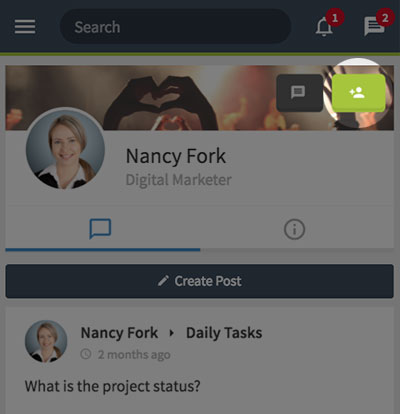 Search
1
2
Nancy Fork
Digital Marketer
Create Post
Nancy Fork ▸ Daily Tasks
2 months ago
What is the project status?